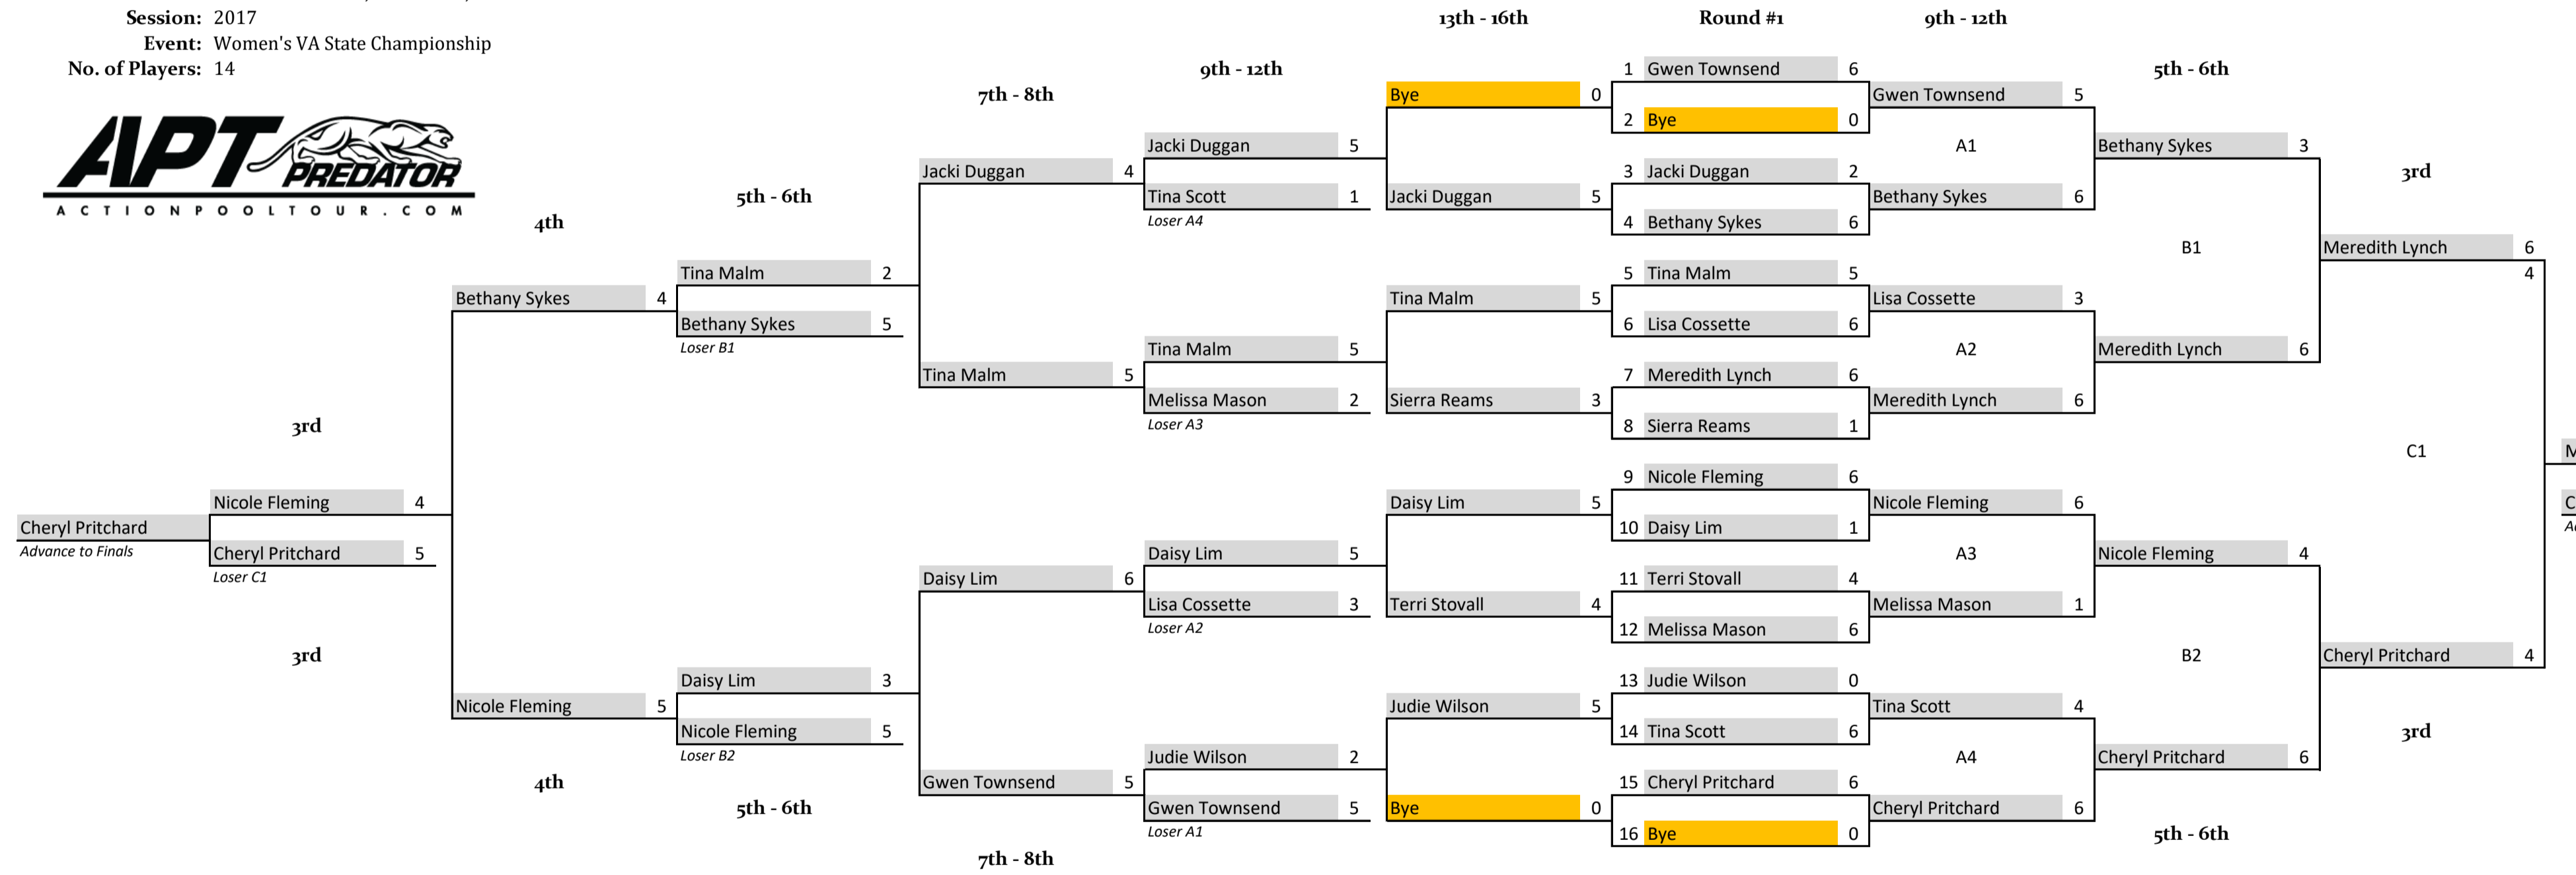 Session: 2017
Event: Women's VA State Championship
No. of Players: 14
APT
PREDATOR
ACTIONPOOLTOUR.COM
3rd
Cheryl Pritchard
Advance to Finals
Nicole Fleming 4
Cheryl Pritchard 5
Loser C1
3rd
4th
Bethany Sykes 4
Nicole Fleming 5
4th
5th - 6th
Tina Malm 2
Bethany Sykes 5
Loser B1
Daisy Lim 3
Nicole Fleming 5
Loser B2
5th - 6th
7th - 8th
Jacki Duggan 4
Tina Malm 5
Daisy Lim 6
Gwen Townsend 5
7th - 8th
9th - 12th
Jacki Duggan 5
Tina Scott 1
Loser A4
Tina Malm 5
Melissa Mason 2
Loser A3
Daisy Lim 5
Lisa Cossette 3
Loser A2
Judie Wilson 2
Gwen Townsend 5
Loser A1
13th - 16th
Bye 0
Jacki Duggan 5
Tina Malm 5
Sierra Reams 3
Daisy Lim 5
Terri Stovall 4
Judie Wilson 5
Bye 0
Round #1
1 Gwen Townsend 6
2 Bye 0
3 Jacki Duggan 2
4 Bethany Sykes 6
5 Tina Malm 5
6 Lisa Cossette 6
7 Meredith Lynch 6
8 Sierra Reams 1
9 Nicole Fleming 6
10 Daisy Lim 1
11 Terri Stovall 4
12 Melissa Mason 6
13 Judie Wilson 0
14 Tina Scott 6
15 Cheryl Pritchard 6
16 Bye 0
9th - 12th
Gwen Townsend 5
A1
Bethany Sykes 6
Lisa Cossette 3
A2
Meredith Lynch 6
Nicole Fleming 6
A3
Melissa Mason 1
Tina Scott 4
A4
Cheryl Pritchard 6
5th - 6th
Bethany Sykes 3
B1
Meredith Lynch 6
Nicole Fleming 4
B2
Cheryl Pritchard 6
5th - 6th
3rd
Meredith Lynch 6
4
C1
Cheryl Pritchard 4
3rd